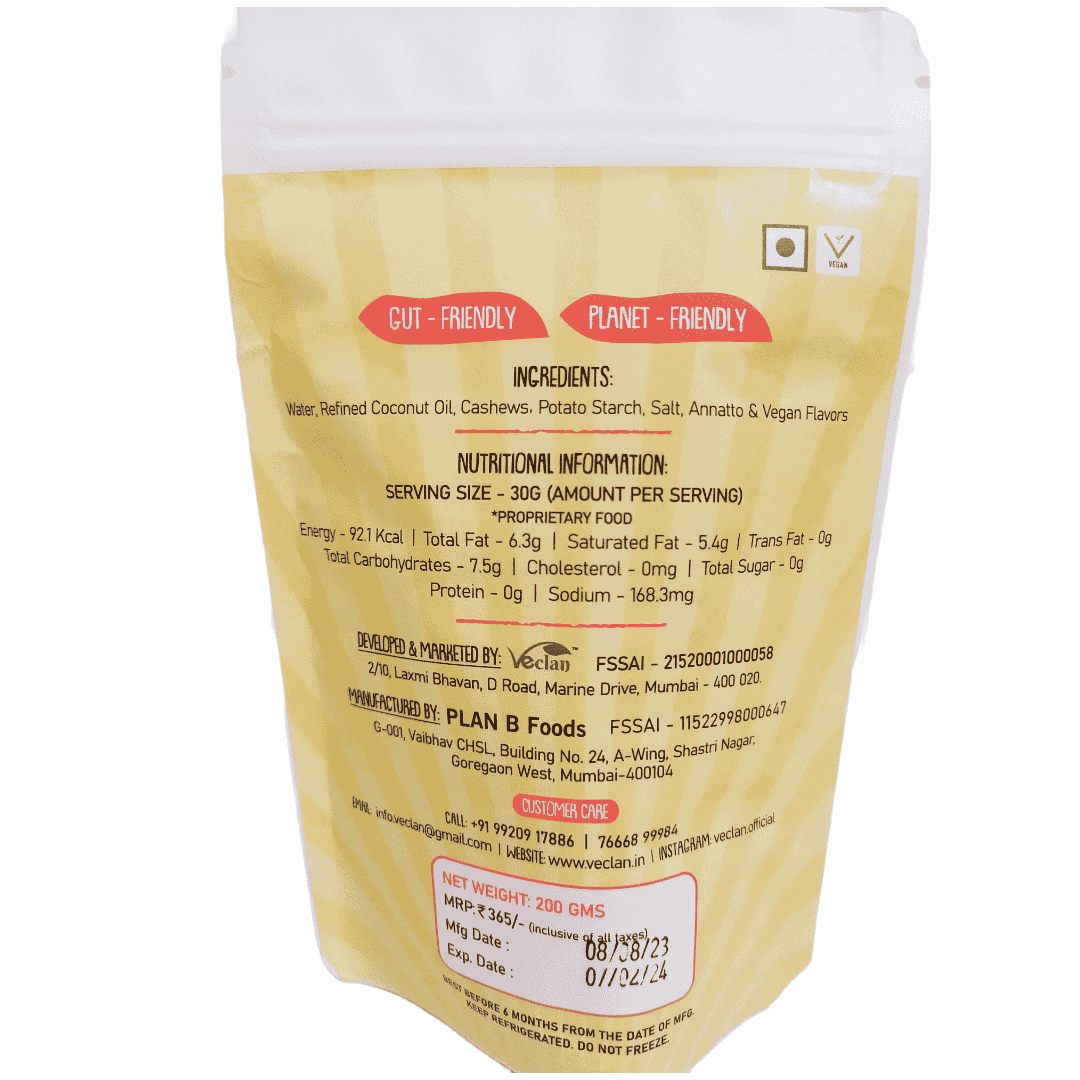 VEGAN
GUT - FRIENDLY PLANET - FRIENDLY
INGREDIENTS:
Water, Refined Coconut Oil, Cashews, Potato Starch, Salt, Annatto & Vegan Flavors
NUTRITIONAL INFORMATION:
SERVING SIZE - 30G (AMOUNT PER SERVING)
*PROPRIETARY FOOD
Energy - 92.1 Kcal | Total Fat - 6.3g | Saturated Fat - 5.4g | Trans Fat - 0g
Total Carbohydrates - 7.5g | Cholesterol - 0mg | Total Sugar - 0g
Protein - 0g | Sodium - 168.3mg
DEVELOPED & MARKETED BY: Veclan™ FSSAI - 21520001000058
2/10, Laxmi Bhavan, D Road, Marine Drive, Mumbai - 400 020.
MANUFACTURED BY: PLAN B Foods FSSAI - 11522998000647
G-001, Vaibhav CHSL, Building No. 24, A-Wing, Shastri Nagar,
Goregaon West, Mumbai-400104
CUSTOMER CARE
CALL: +91 99209 17886 | 76668 99984
EMAIL: info.veclan@gmail.com | WEBSITE: www.veclan.in | INSTAGRAM: veclan.official
NET WEIGHT: 200 GMS
MRP:₹365/- (inclusive of all taxes)
Mfg Date : 08/08/23
Exp. Date : 07/02/24
BEST BEFORE 6 MONTHS FROM THE DATE OF MFG.
KEEP REFRIGERATED. DO NOT FREEZE.